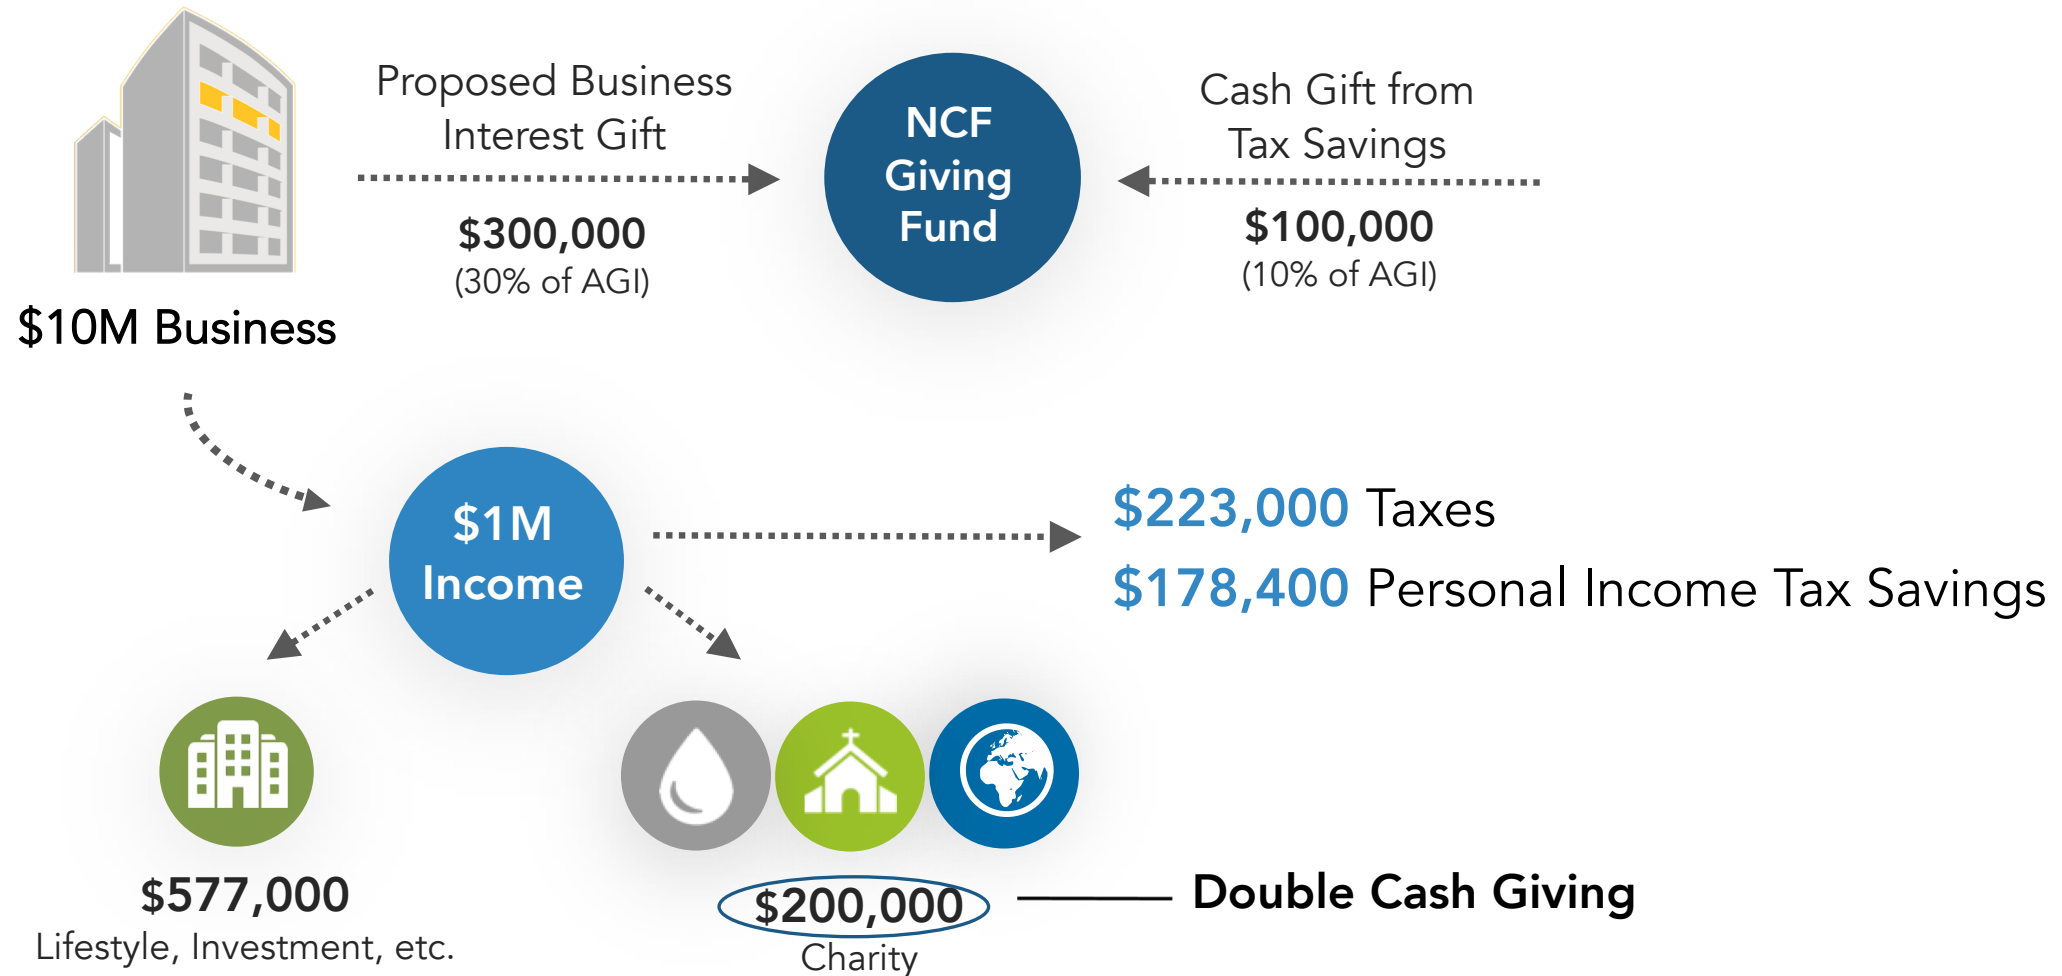 Proposed Business
Interest Gift
$300,000
(30% of AGI)
NCF
Giving
Fund
Cash Gift from
Tax Savings
$100,000
(10% of AGI)
$10M Business
$1M
Income
$223,000 Taxes
$178,400 Personal Income Tax Savings
$577,000
Lifestyle, Investment, etc.
$200,000
Charity
Double Cash Giving